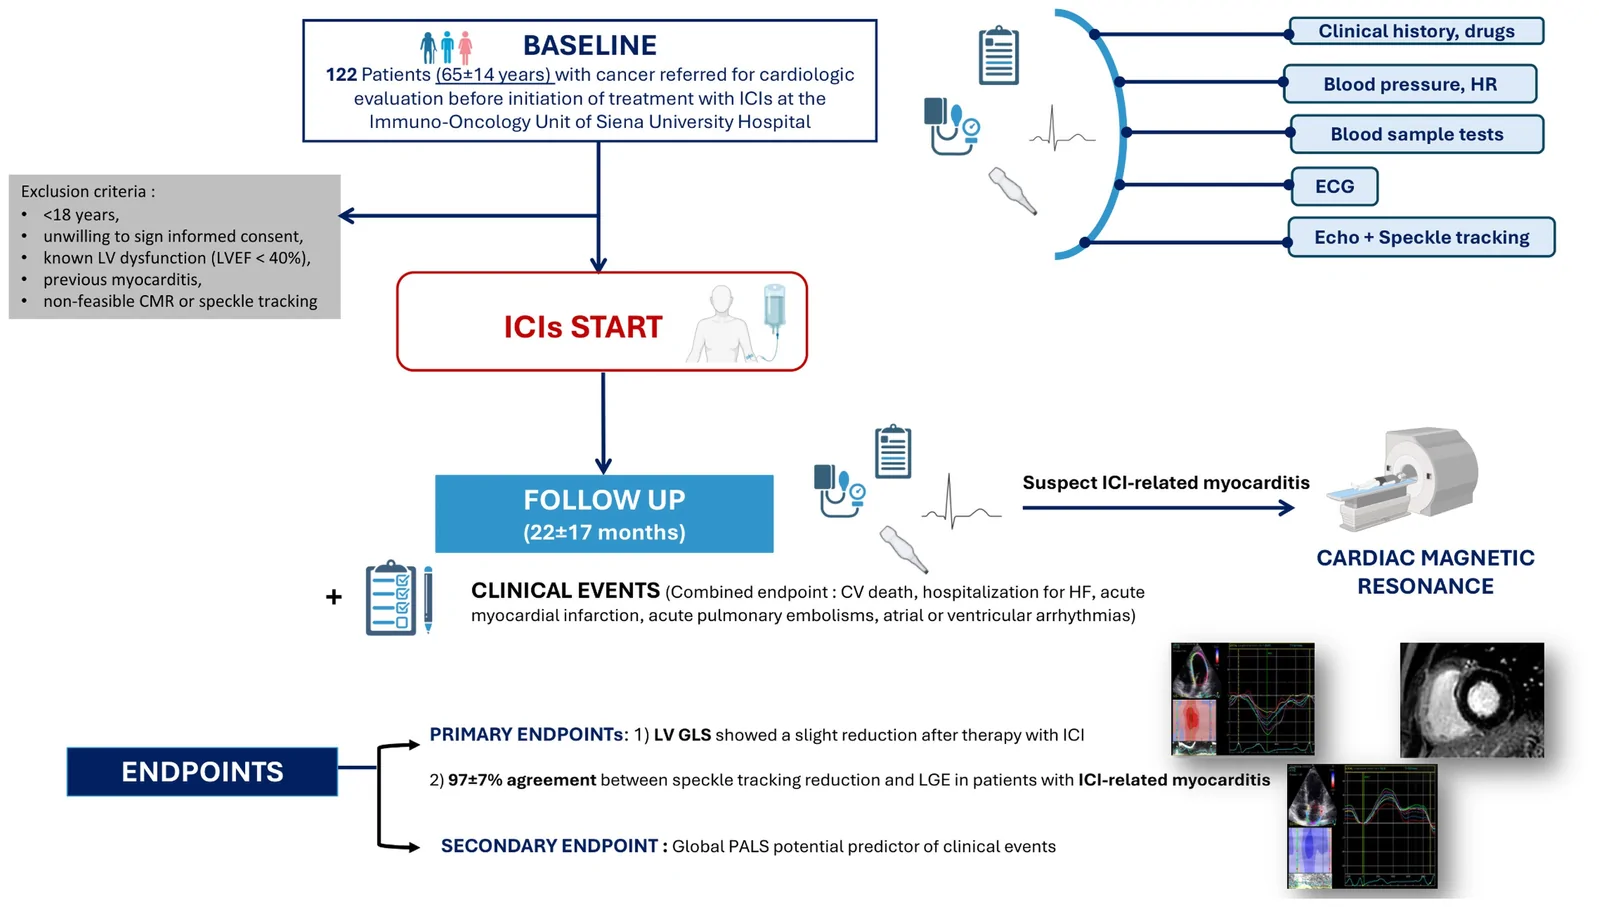 BASELINE
122 Patients (65±14 years) with cancer referred for cardiologic
evaluation before initiation of treatment with ICIs at the
Immuno-Oncology Unit of Siena University Hospital
Clinical history, drugs
Blood pressure, HR
Blood sample tests
ECG
Echo + Speckle tracking
Exclusion criteria :
• <18 years,
• unwilling to sign informed consent,
• known LV dysfunction (LVEF < 40%),
• previous myocarditis,
• non-feasible CMR or speckle tracking
ICIs START
FOLLOW UP
(22±17 months)
Suspect ICI-related myocarditis
CARDIAC MAGNETIC
RESONANCE
+
CLINICAL EVENTS (Combined endpoint : CV death, hospitalization for HF, acute
myocardial infarction, acute pulmonary embolisms, atrial or ventricular arrhythmias)
ENDPOINTS
PRIMARY ENDPOINTs: 1) LV GLS showed a slight reduction after therapy with ICI
2) 97±7% agreement between speckle tracking reduction and LGE in patients with ICI-related myocarditis
SECONDARY ENDPOINT : Global PALS potential predictor of clinical events